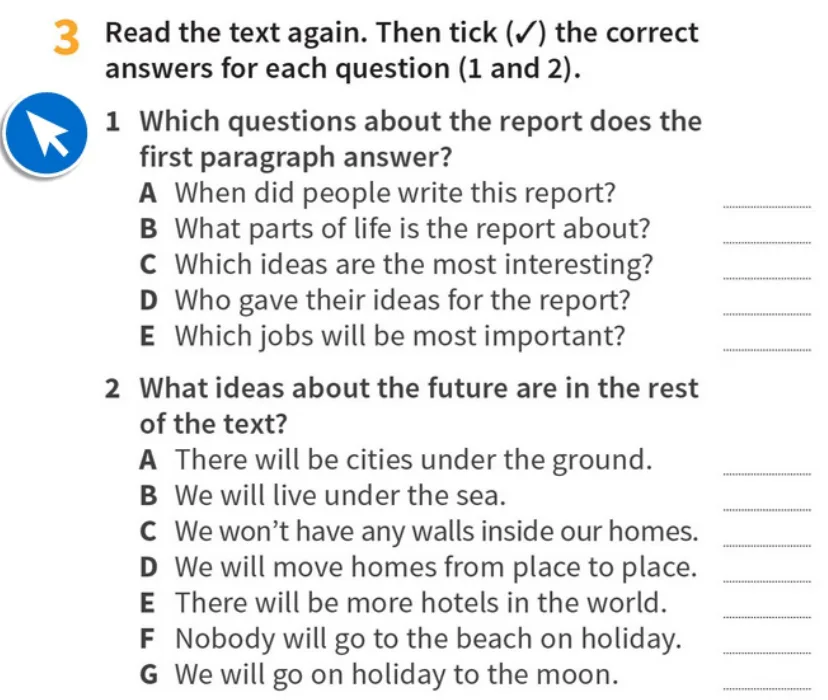 3 Read the text again. Then tick (✓) the correct
answers for each question (1 and 2).
1 Which questions about the report does the
first paragraph answer?
A When did people write this report?
B What parts of life is the report about?
C Which ideas are the most interesting?
D Who gave their ideas for the report?
E Which jobs will be most important?
2 What ideas about the future are in the rest
of the text?
A There will be cities under the ground.
B We will live under the sea.
C We won't have any walls inside our homes.
D We will move homes from place to place.
E There will be more hotels in the world.
F Nobody will go to the beach on holiday.
G We will go on holiday to the moon.